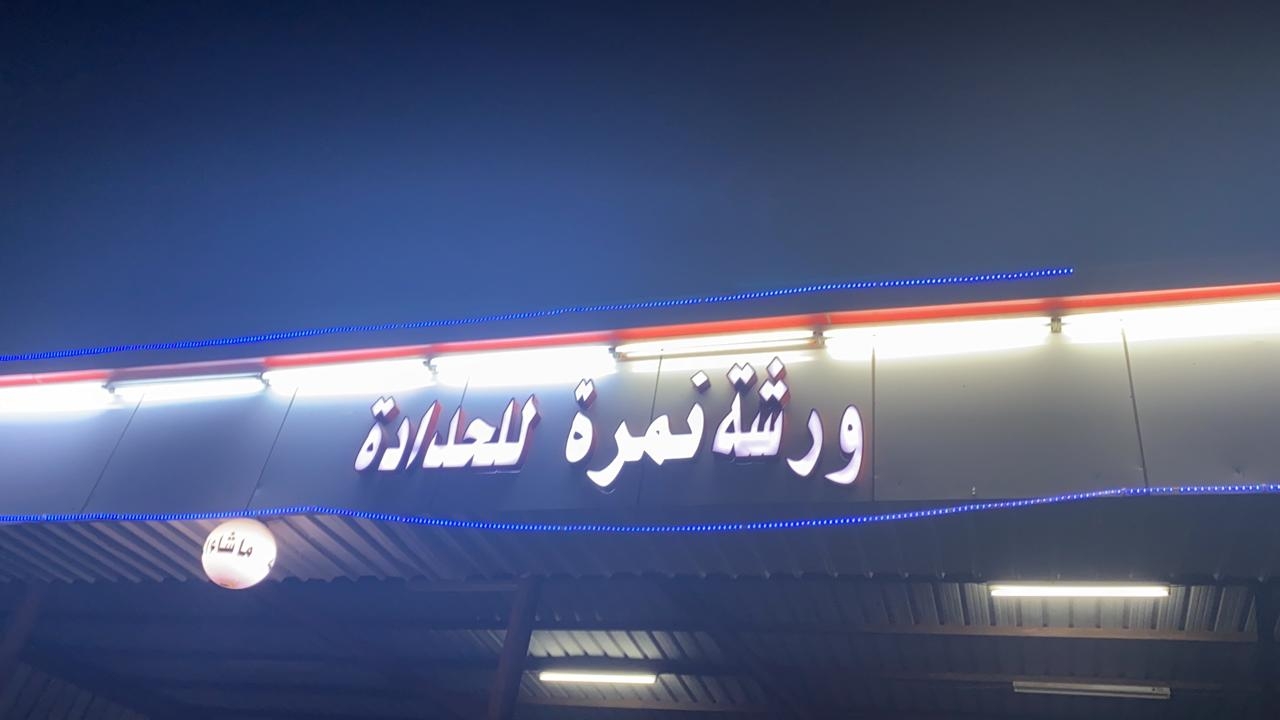 ورشة نمرة للحدادة
ما شاء